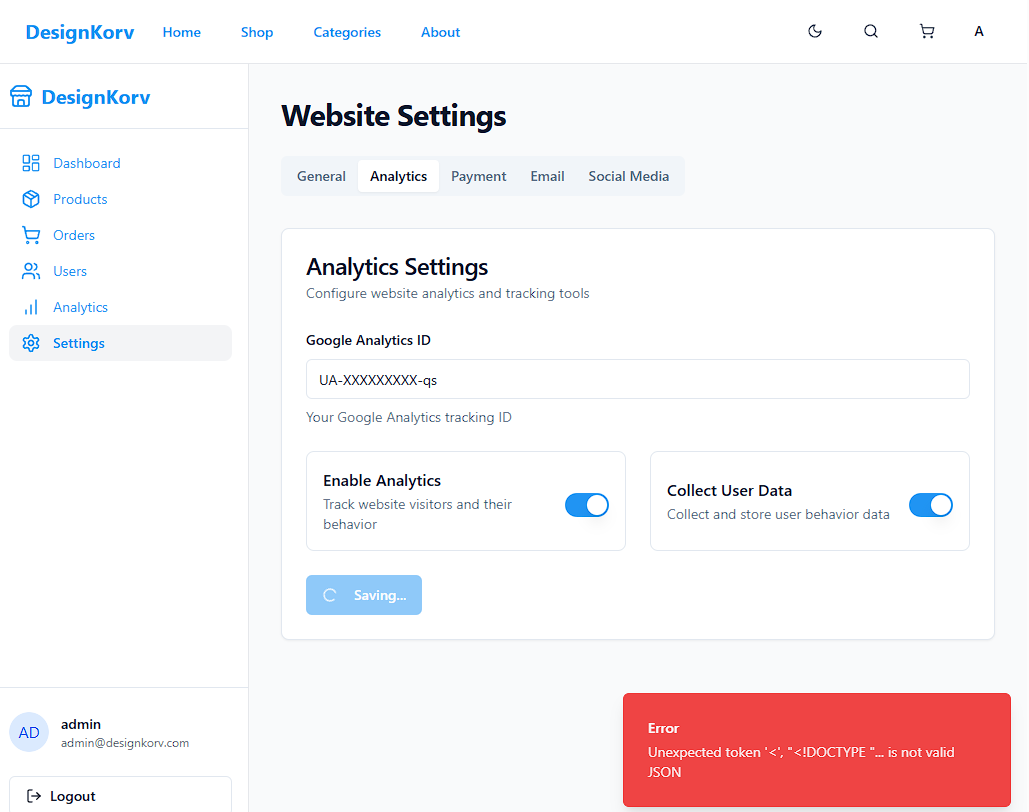 DesignKorv Home Shop Categories About A
DesignKorv
Dashboard
Products
Orders
Users
Analytics
Settings
admin
AD
admin@designkorv.com
Logout
Website Settings
General Analytics Payment Email Social Media
Analytics Settings
Configure website analytics and tracking tools
Google Analytics ID
UA-XXXXXXXXX-qs
Your Google Analytics tracking ID
Enable Analytics
Track website visitors and their
behavior
Collect User Data
Collect and store user behavior data
Saving...
Error
Unexpected token '<', "<!DOCTYPE "... is not valid
JSON